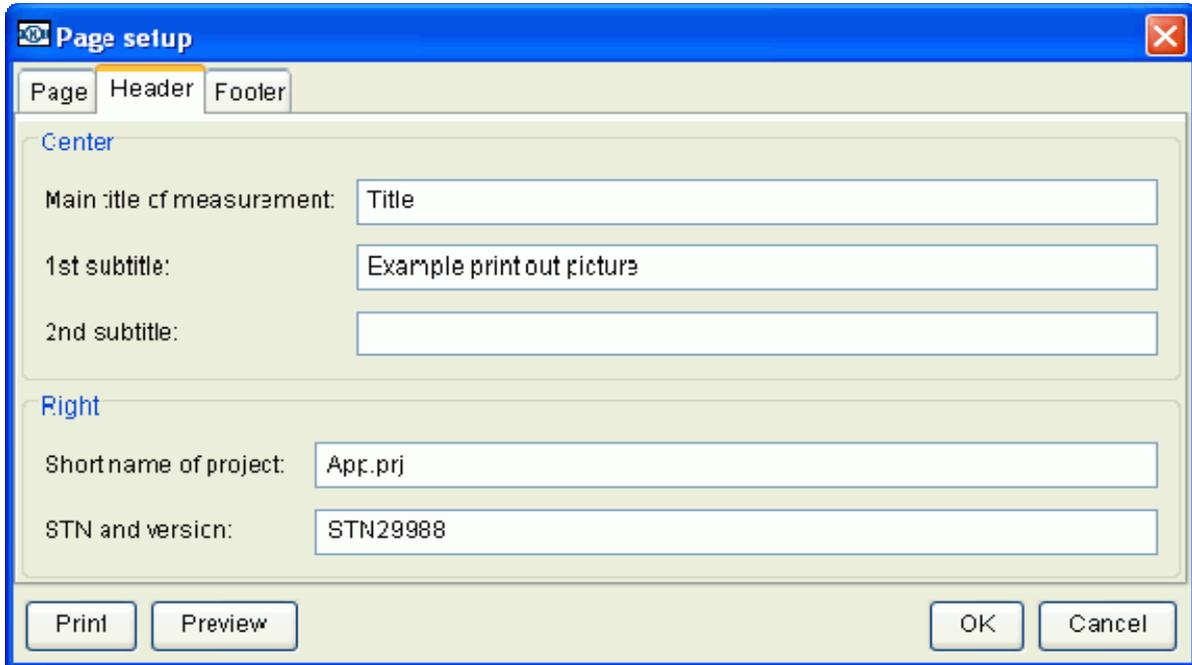 Page setup
Page Header Footer
Center
Main title of measurement: Title
1st subtitle: Example print out picture
2nd subtitle:
Right
Short name of project: App.prj
STN and version: STN29988
Print Preview OK Cancel